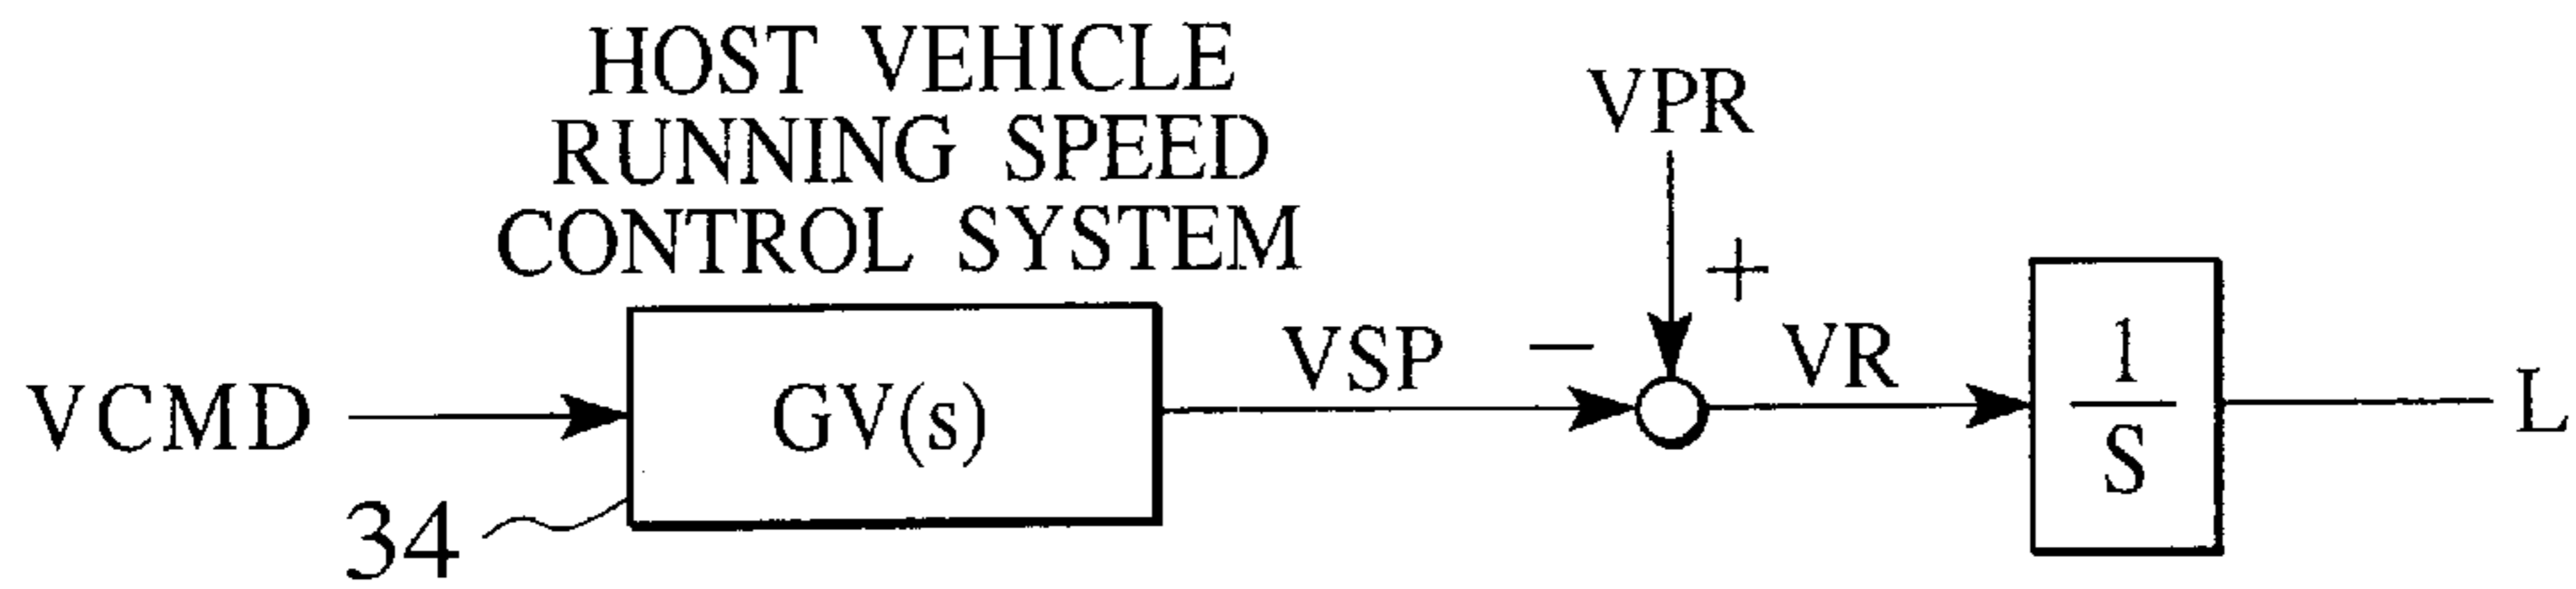 HOST VEHICLE
RUNNING SPEED
CONTROL SYSTEM
VPR
+
VCMD
GV(s)
VSP
−
VR
1
S
L
34